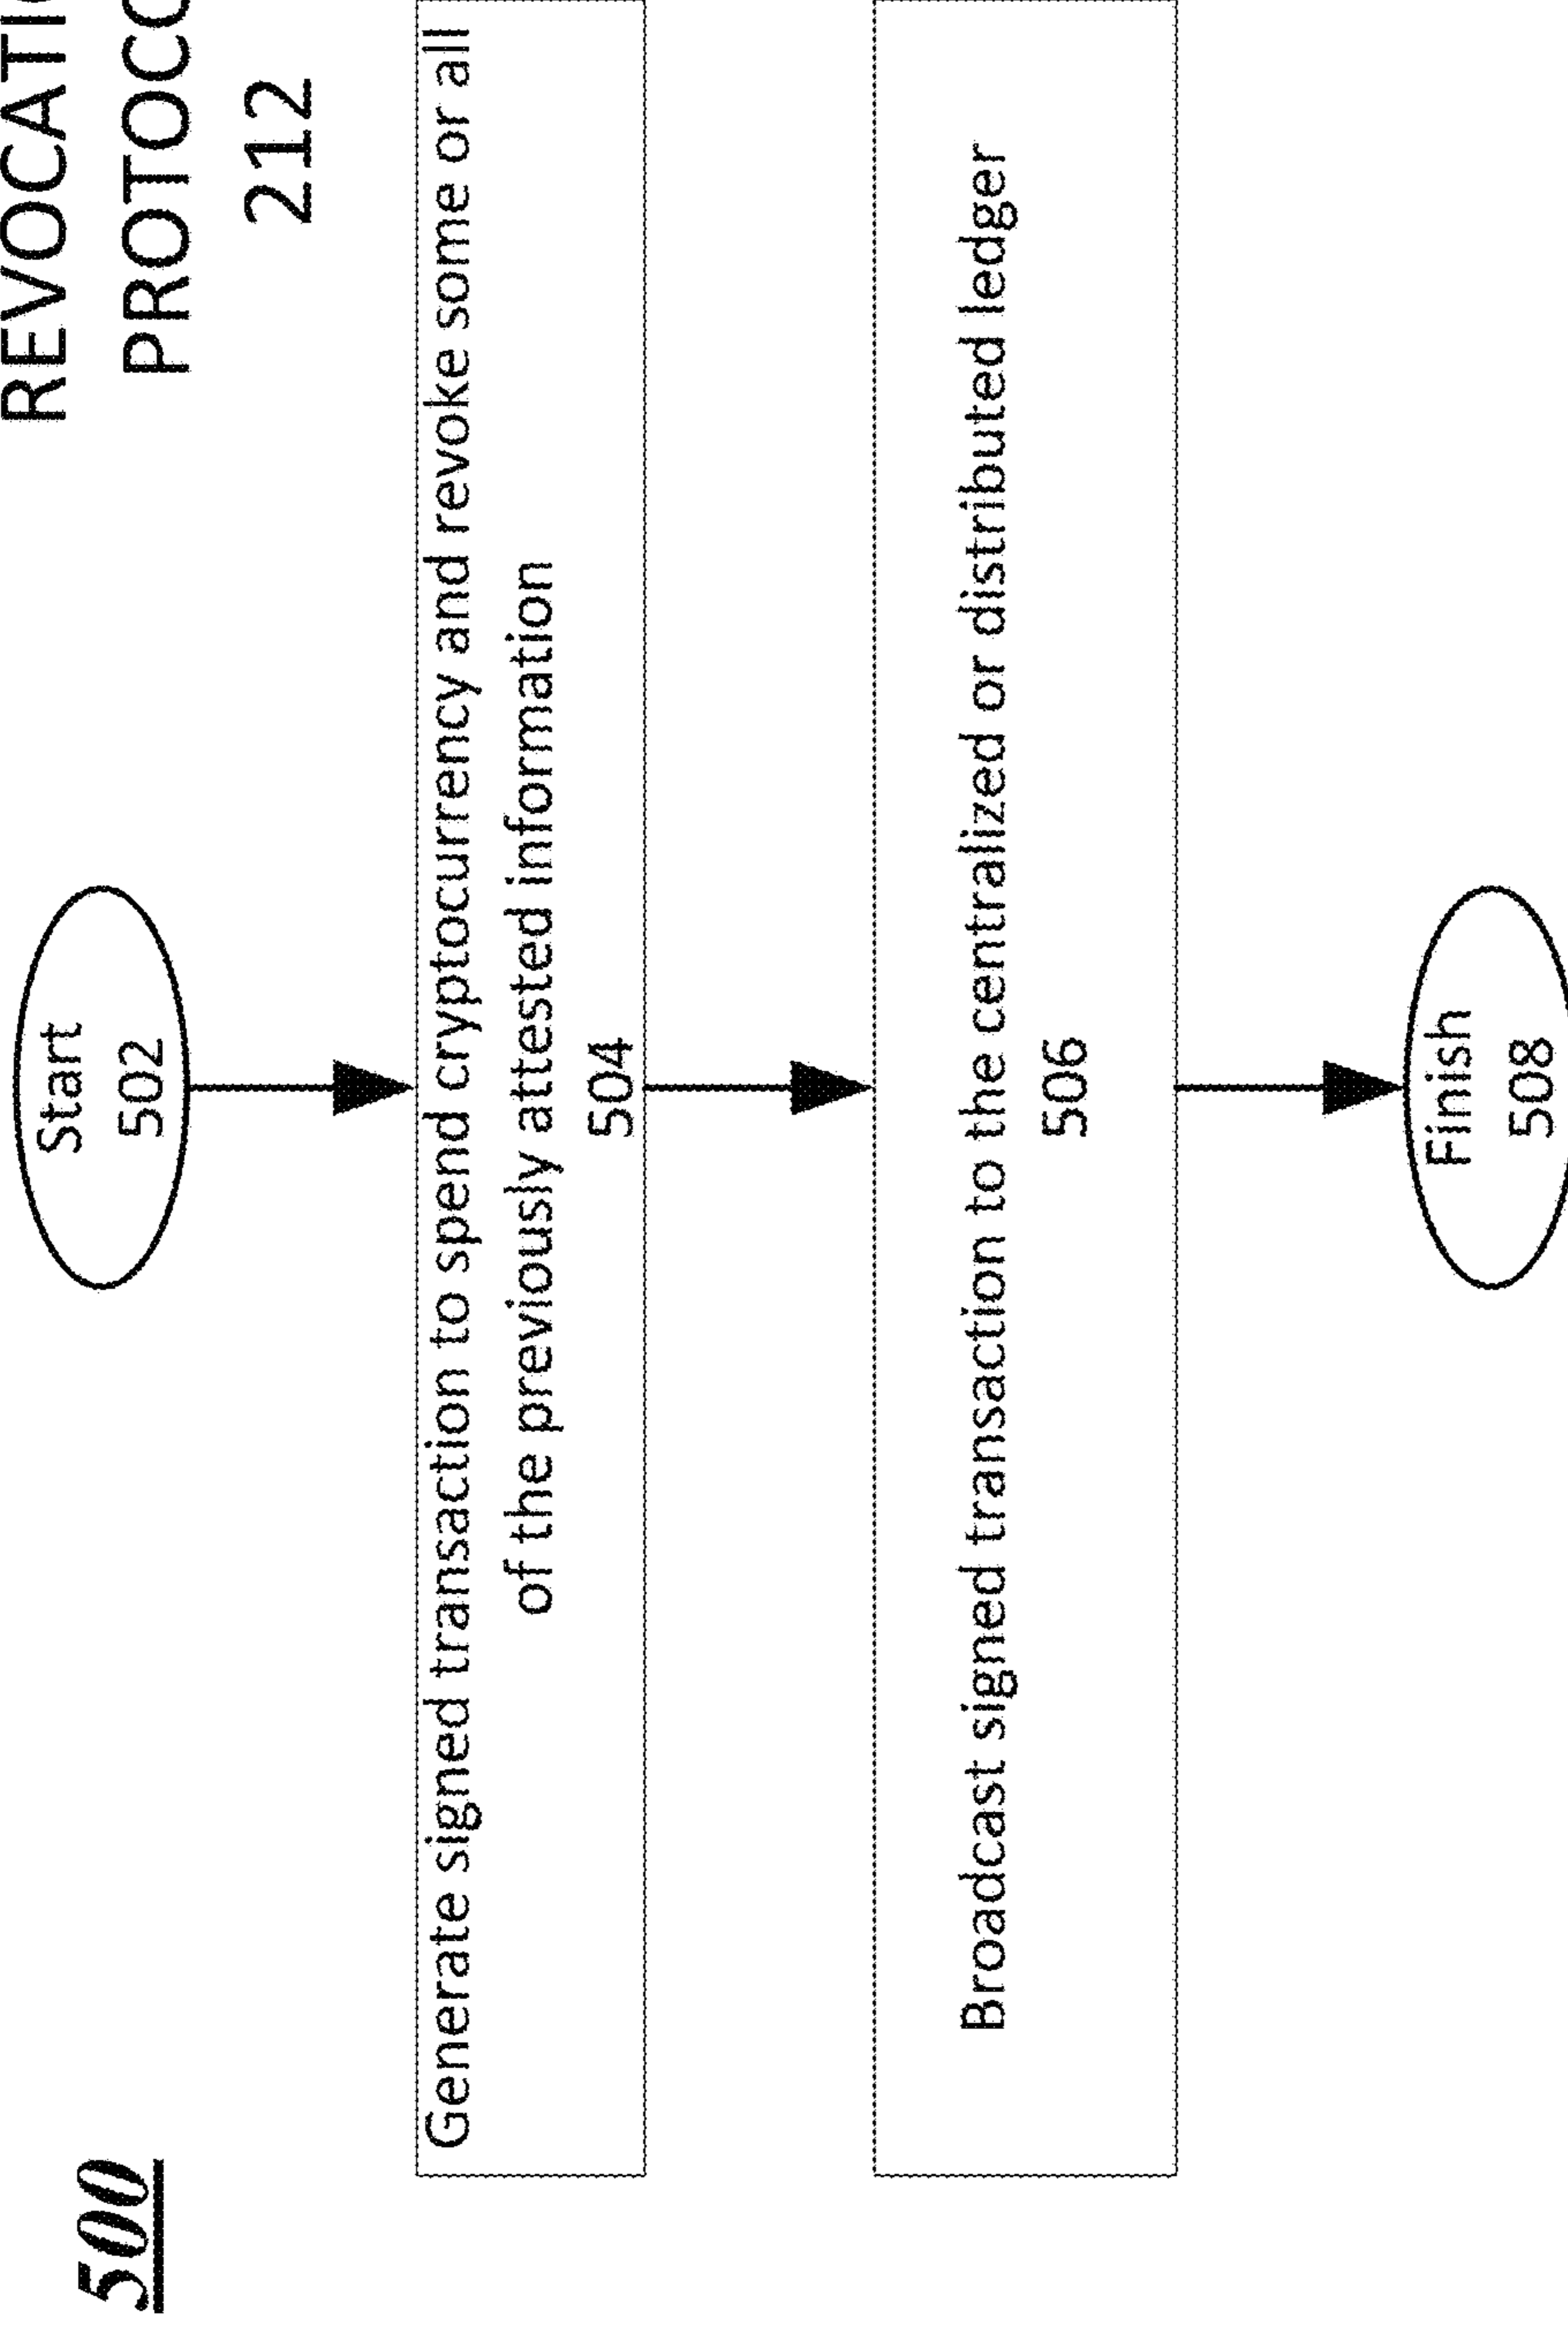 500
REVOCATI
PROTOCO
212
Start
502
Generate signed transaction to spend cryptocurrency and revoke some or all
of the previously attested information
504
Broadcast signed transaction to the centralized or distributed ledger
506
Finish
508